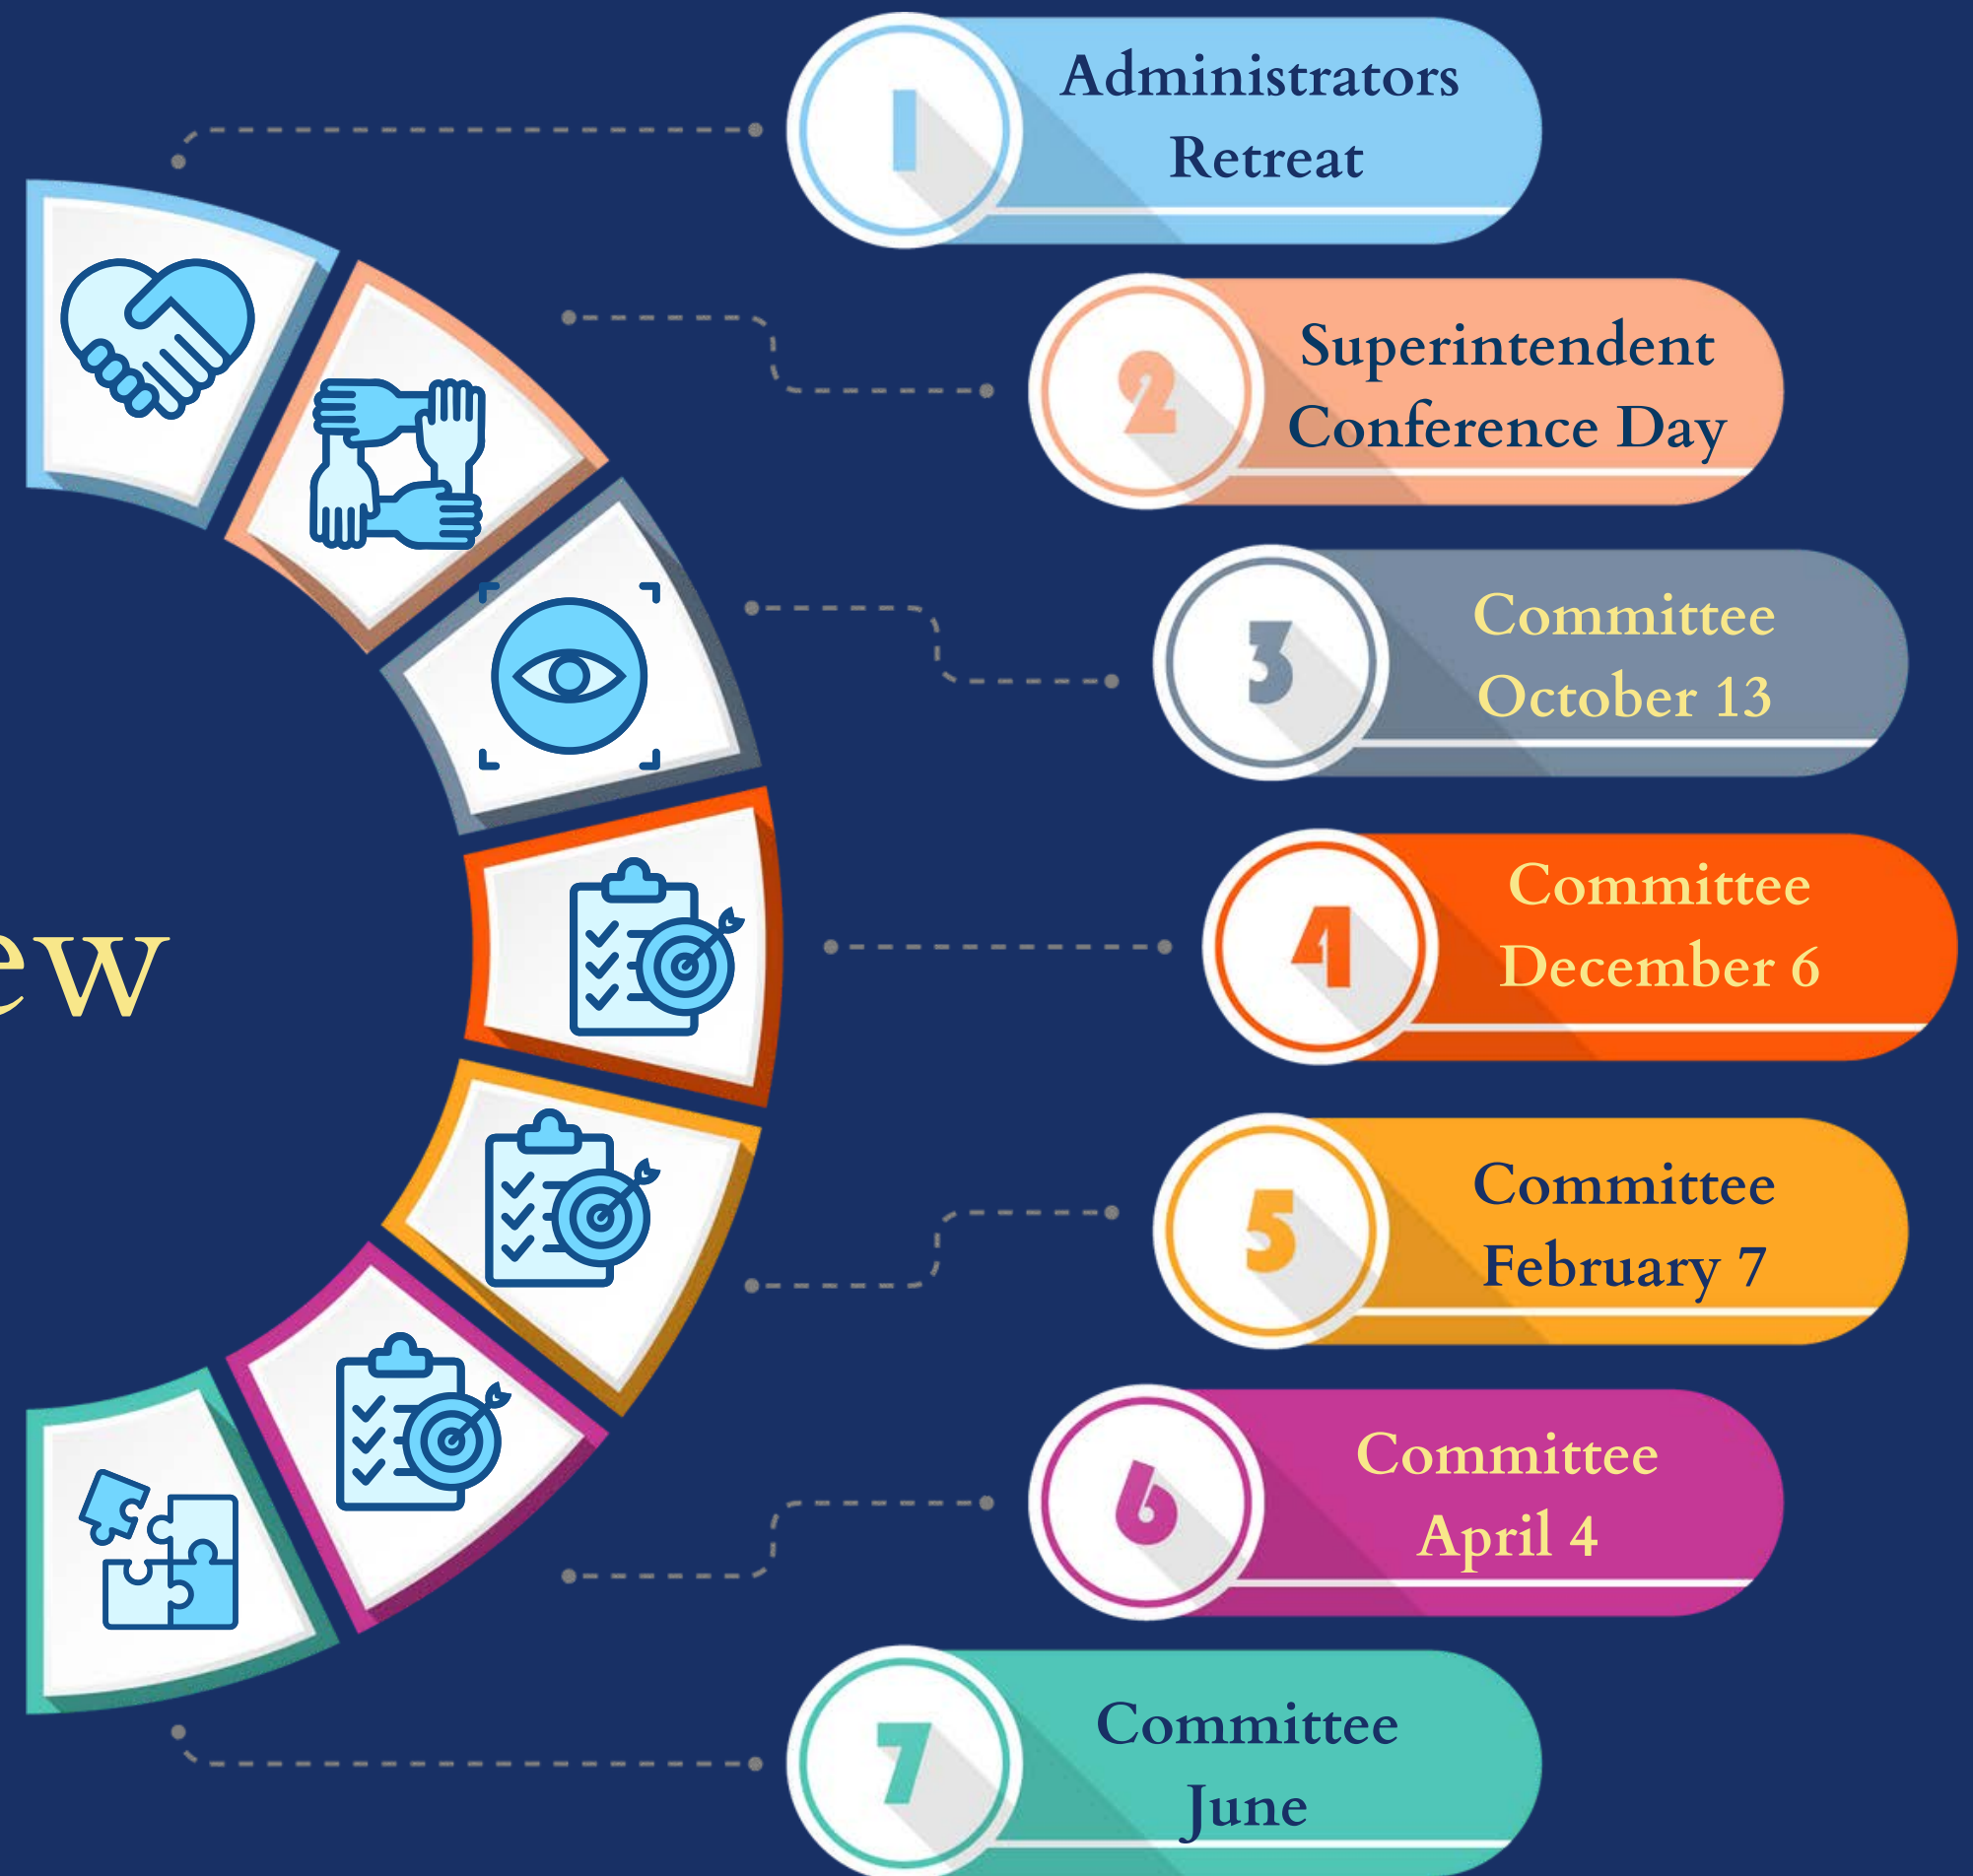 1
Administrators
Retreat
2
Superintendent
Conference Day
3
Committee
October 13
4
Committee
December 6
ew
5
Committee
February 7
6
Committee
April 4
7
Committee
June